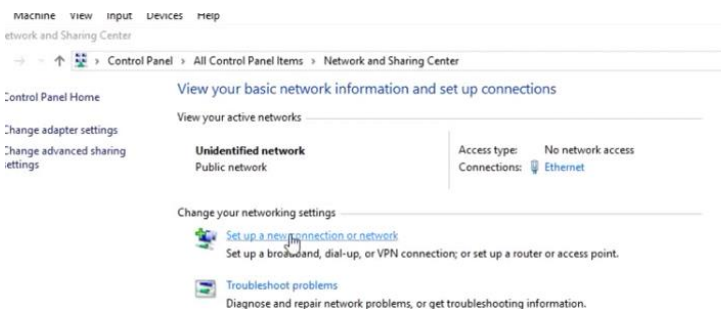 Machine View Input Devices Help
etwork and Sharing Center
Control Panel > All Control Panel Items > Network and Sharing Center
Control Panel Home
View your basic network information and set up connections
View your active networks
Change adapter settings
Change advanced sharing
settings
Unidentified network
Access type: No network access
Public network
Connections: Ethernet
Change your networking settings
Set up a new connection or network
Set up a broadband, dial-up, or VPN connection; or set up a router or access point.
Troubleshoot problems
Diagnose and repair network problems, or get troubleshooting information.